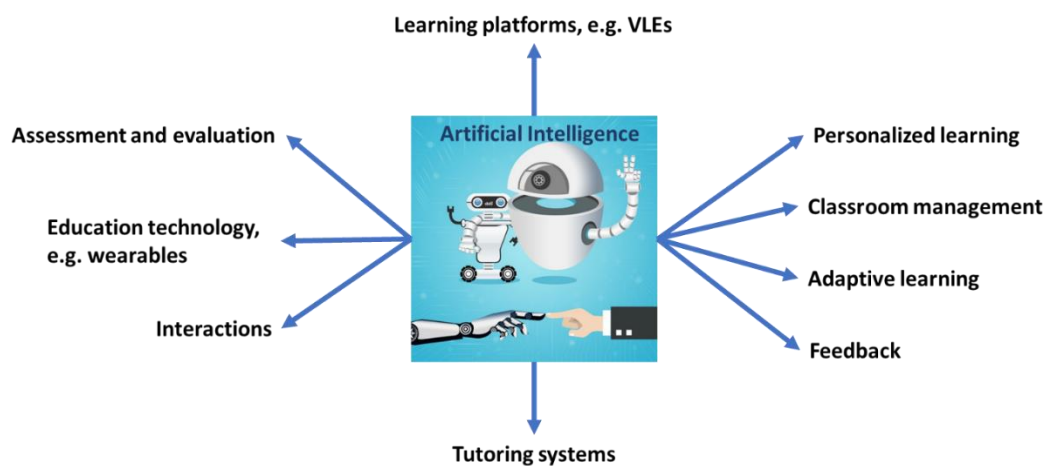 Learning platforms, e.g. VLEs
Artificial Intelligence
Assessment and evaluation
Education technology,
e.g. wearables
Interactions
Personalized learning
Classroom management
Adaptive learning
Feedback
Tutoring systems